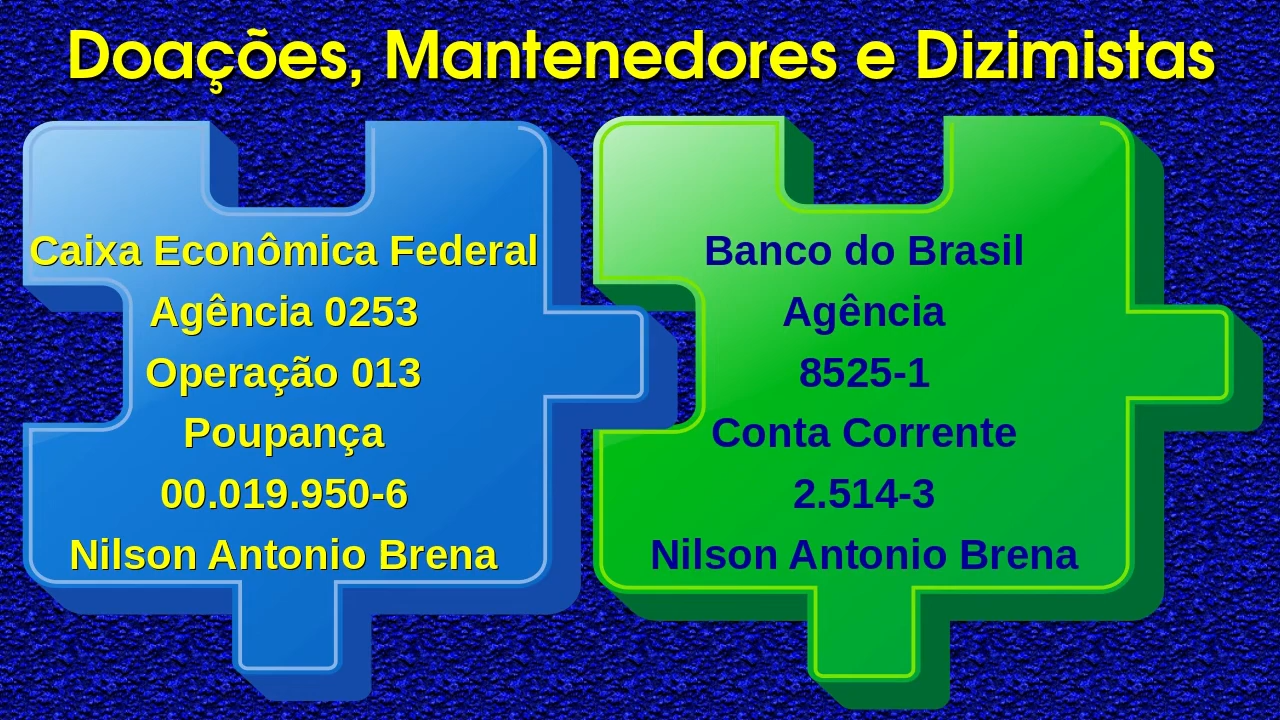 Doações, Mantenedores e Dizimistas
Caixa Econômica Federal
Agência 0253
Operação 013
Poupança
00.019.950-6
Nilson Antonio Brena
Banco do Brasil
Agência
8525-1
Conta Corrente
2.514-3
Nilson Antonio Brena